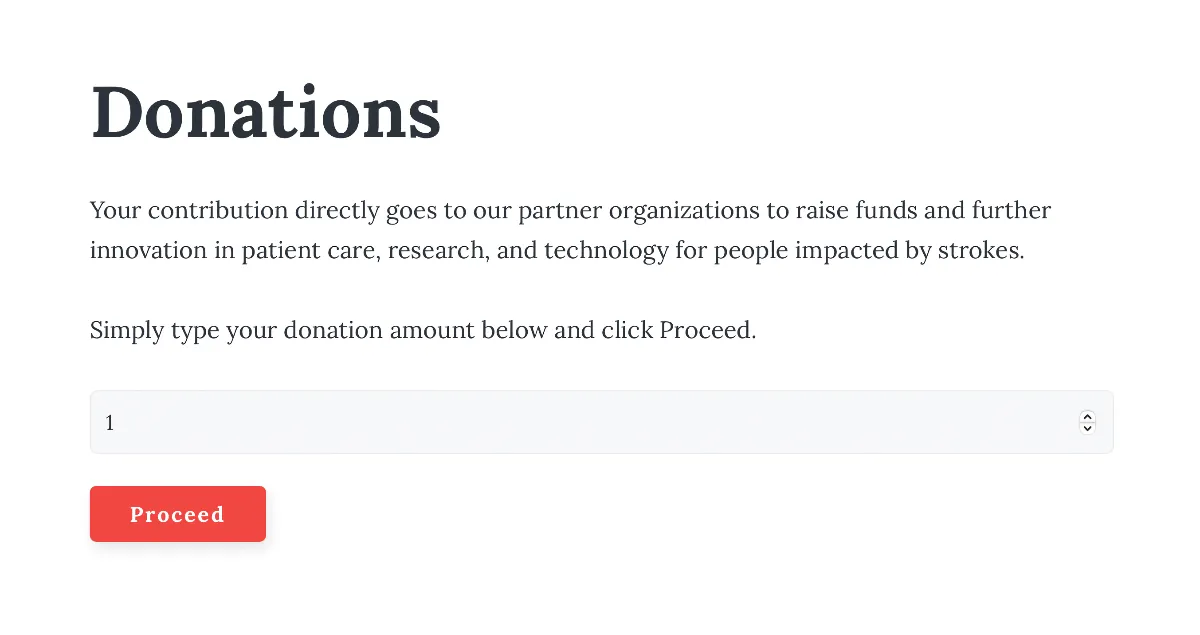 Donations
Your contribution directly goes to our partner organizations to raise funds and further
innovation in patient care, research, and technology for people impacted by strokes.
Simply type your donation amount below and click Proceed.
1
Proceed